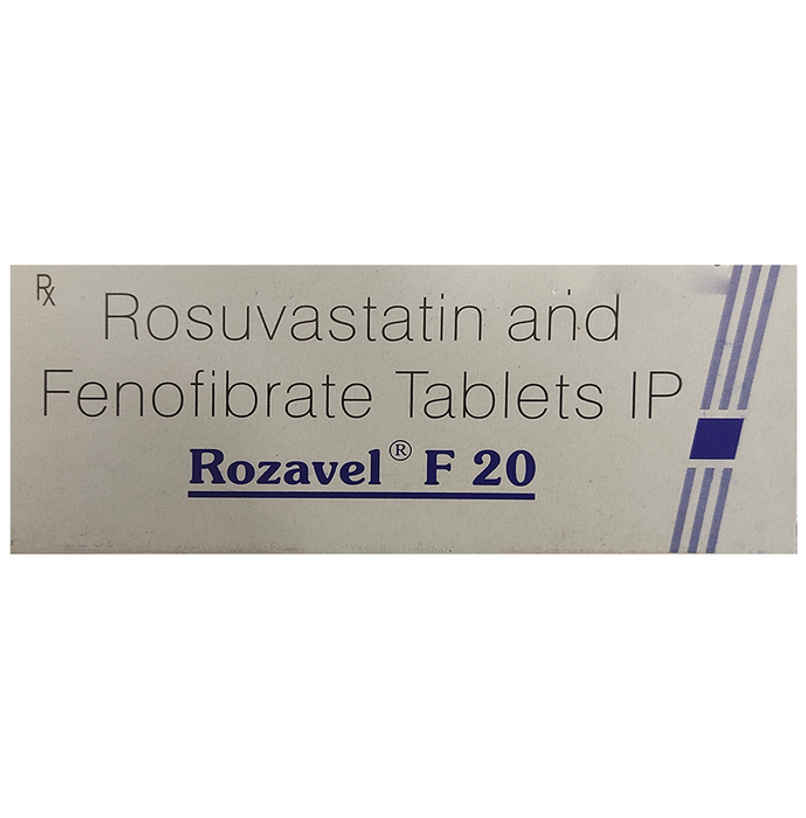 Rx
Rosuvastatin and
Fenofibrate Tablets IP
Rozavel® F 20